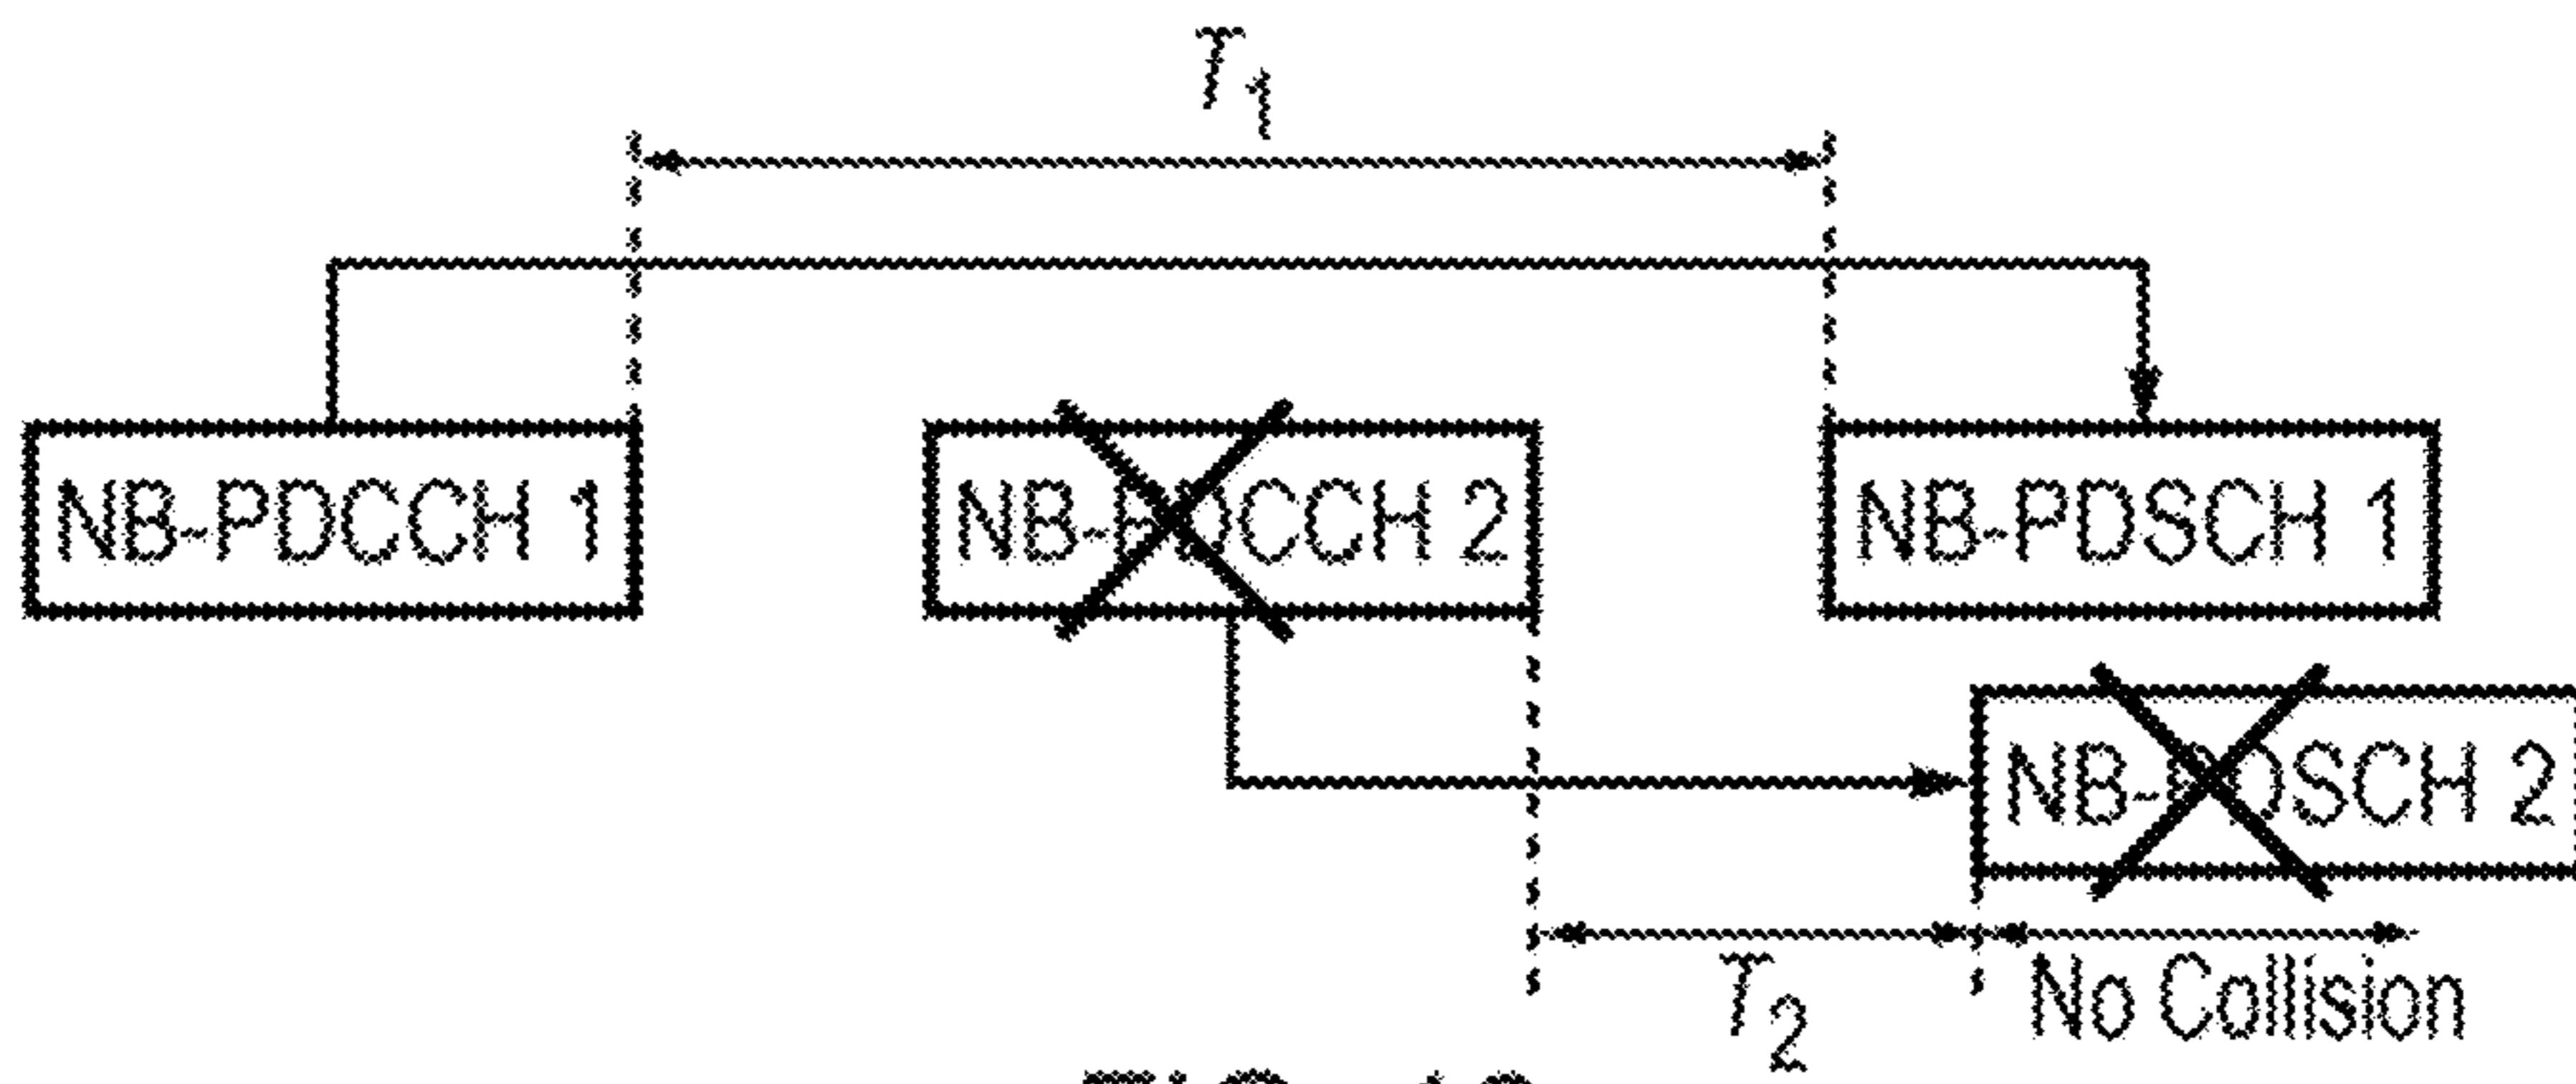 T1
NB-PDCCH 1
NB-PDCCH 2
NB-PDSCH 1
NB-PDSCH 2
T2
No Collision